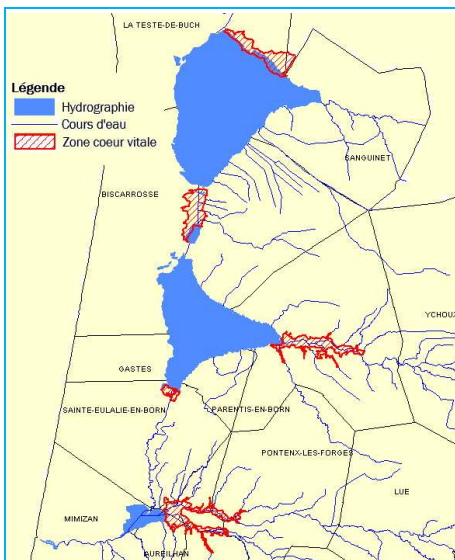 LA TESTE-DE-BUCH
Légende
Hydrographie
Cours d'eau
Zone coeur vitale
SANGUINET
BISCARROSSE
YCHOUX
GASTES
SAINTE-EULALIE-EN-BORN
PARENTIS-EN-BORN
PONTENX-LES-FORGES
LUE
MIMIZAN
AUREILHAN